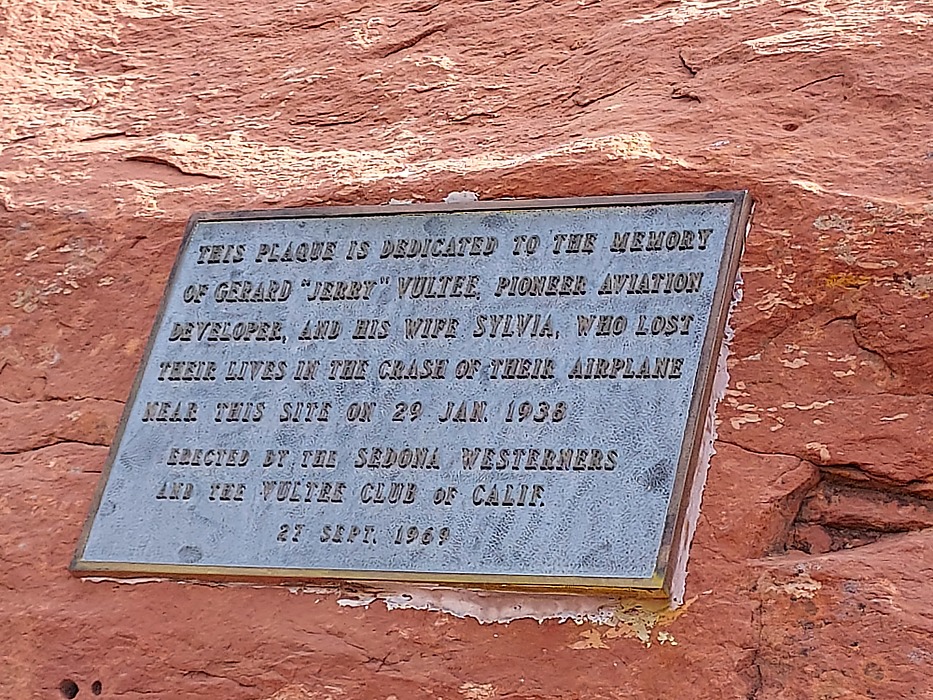 THIS PLAQUE IS DEDICATED TO THE MEMORY
OF GERARD "JERRY" VULTEE, PIONEER AVIATION
DEVELOPER, AND HIS WIFE SYLVIA, WHO LOST
THEIR LIVES IN THE CRASH OF THEIR AIRPLANE
NEAR THIS SITE ON 29 JAN. 1938
ERECTED BY THE SEDONA WESTERNERS
AND THE VULTEE CLUB OF CALIF.
27 SEPT. 1969